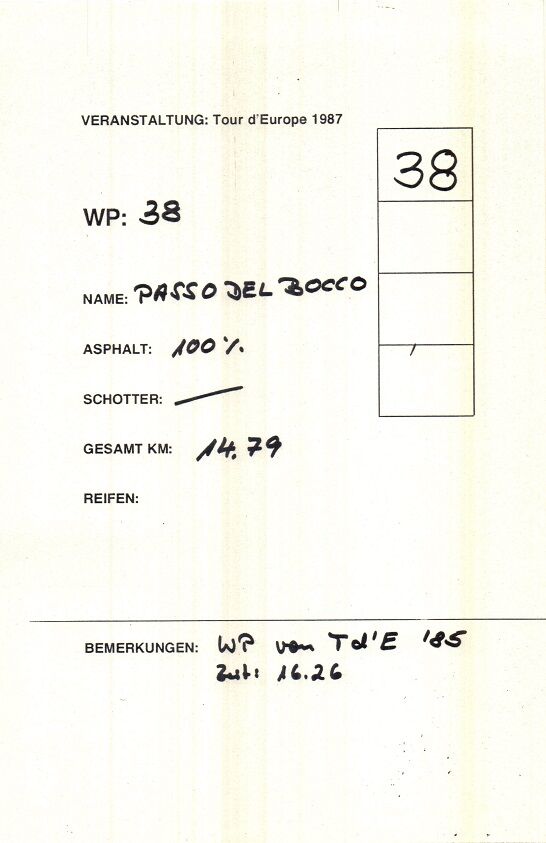 VERANSTALTUNG: Tour d'Europe 1987
38
WP: 38
NAME: PASSO DEL BOCCO
ASPHALT: 100%
SCHOTTER: —
GESAMT KM: 14.79
REIFEN:
BEMERKUNGEN: WP von Td'E '85
Zeit: 16.26